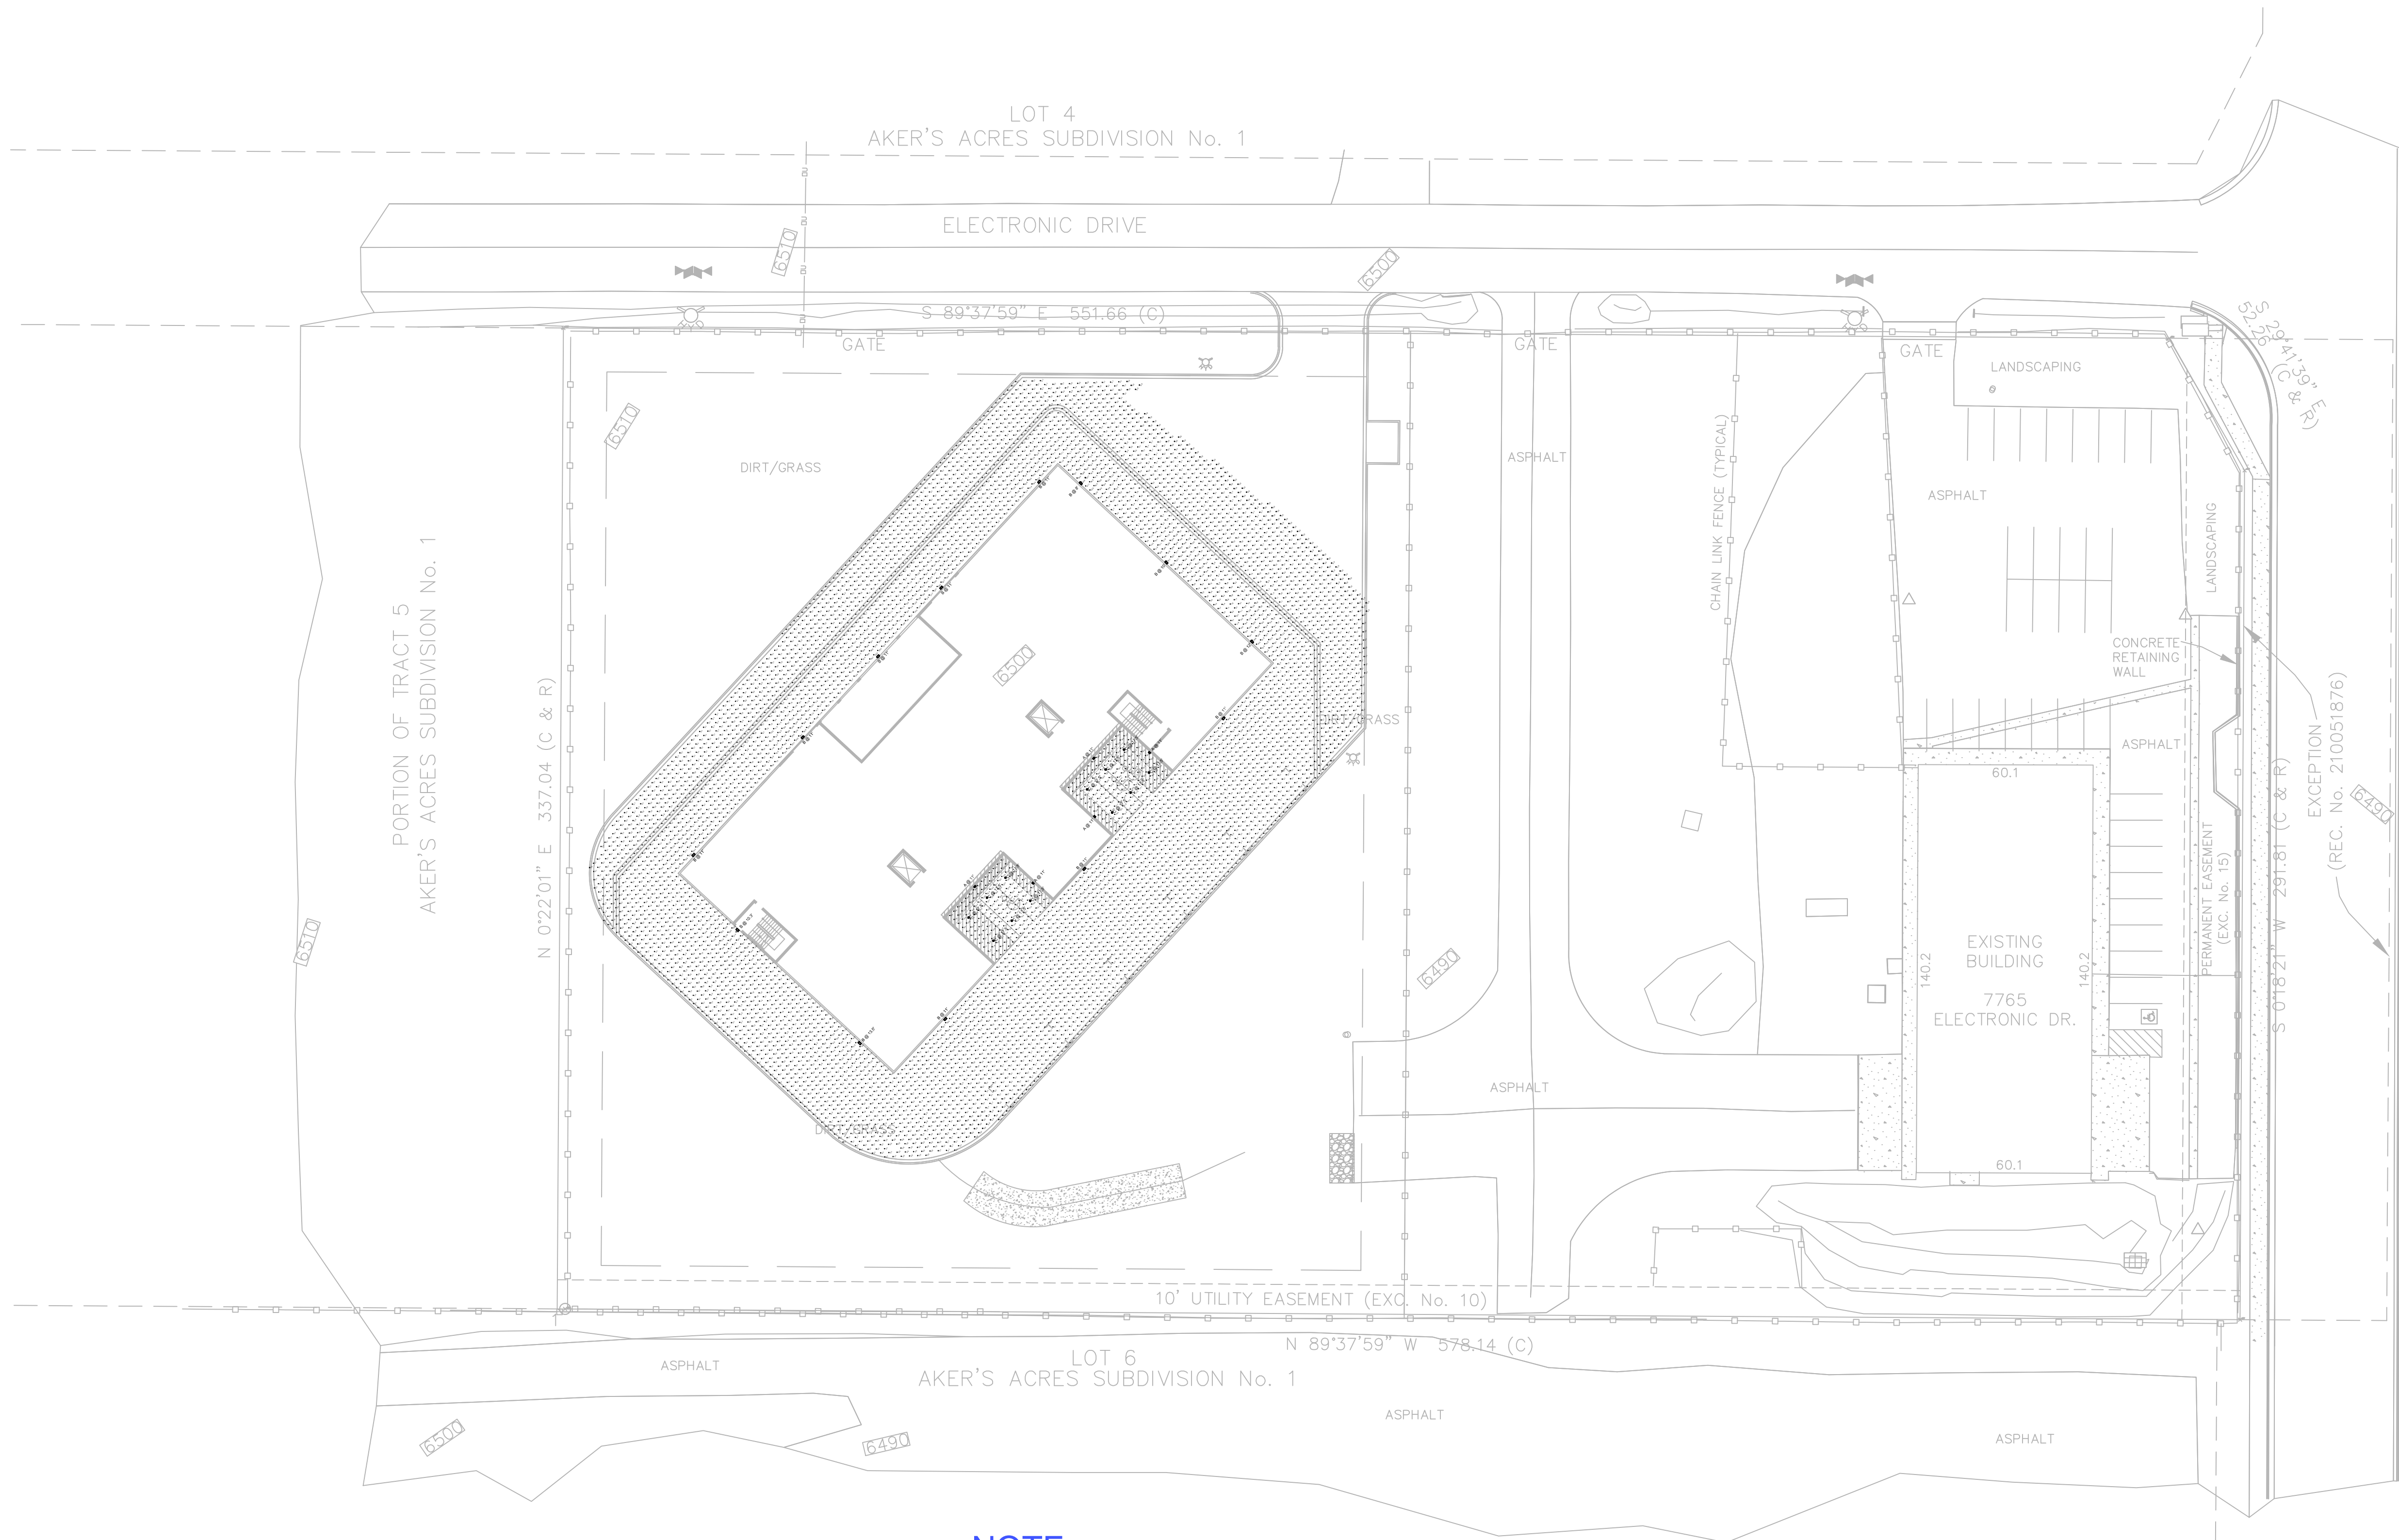 LOT 4
AKER'S ACRES SUBDIVISION No. 1
ELECTRONIC DRIVE
6510
6500
S 89°37'59" E 551.66 (C)
GATE
GATE
GATE
S 29°41'39" E
52.26 (C & R)
LANDSCAPING
6510
DIRT/GRASS
ASPHALT
CHAIN LINK FENCE (TYPICAL)
ASPHALT
LANDSCAPING
PORTION OF TRACT 5
AKER'S ACRES SUBDIVISION No. 1
N 0°22'01" E 337.04 (C & R)
6500
CONCRETE
RETAINING
WALL
DIRT/GRASS
ASPHALT
EXCEPTION
(REC. No. 210051876)
6490
60.1
PERMANENT EASEMENT
(EXC. No. 15)
S 0°18'21" W 291.81 (C & R)
6510
6490
140.2
EXISTING
BUILDING
7765
ELECTRONIC DR.
140.2
ASPHALT
DIRT/GRASS
60.1
10' UTILITY EASEMENT (EXC. No. 10)
N 89°37'59" W 578.14 (C)
LOT 6
AKER'S ACRES SUBDIVISION No. 1
ASPHALT
ASPHALT
6500
6490
ASPHALT
NOTE